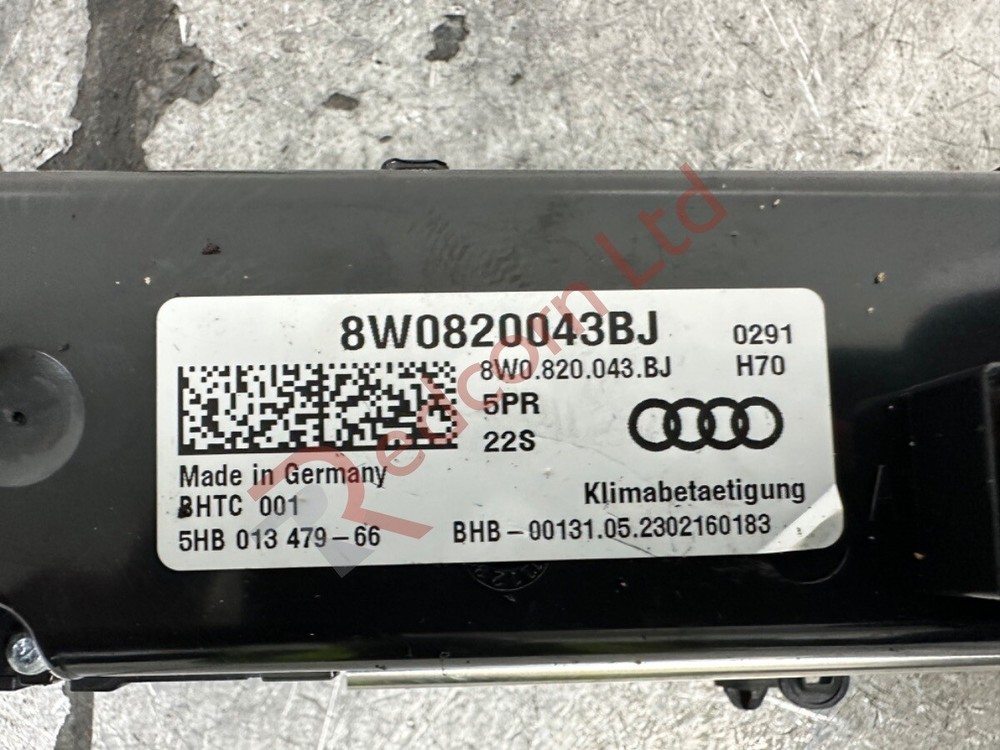 8W0820043BJ
0291
8W0.820.043.BJ
H70
5PR
22S
Made in Germany
BHTC 001
Klimabetaetigung
5HB 013 479-66
BHB-00131.05.2302160183
Redcorn Ltd